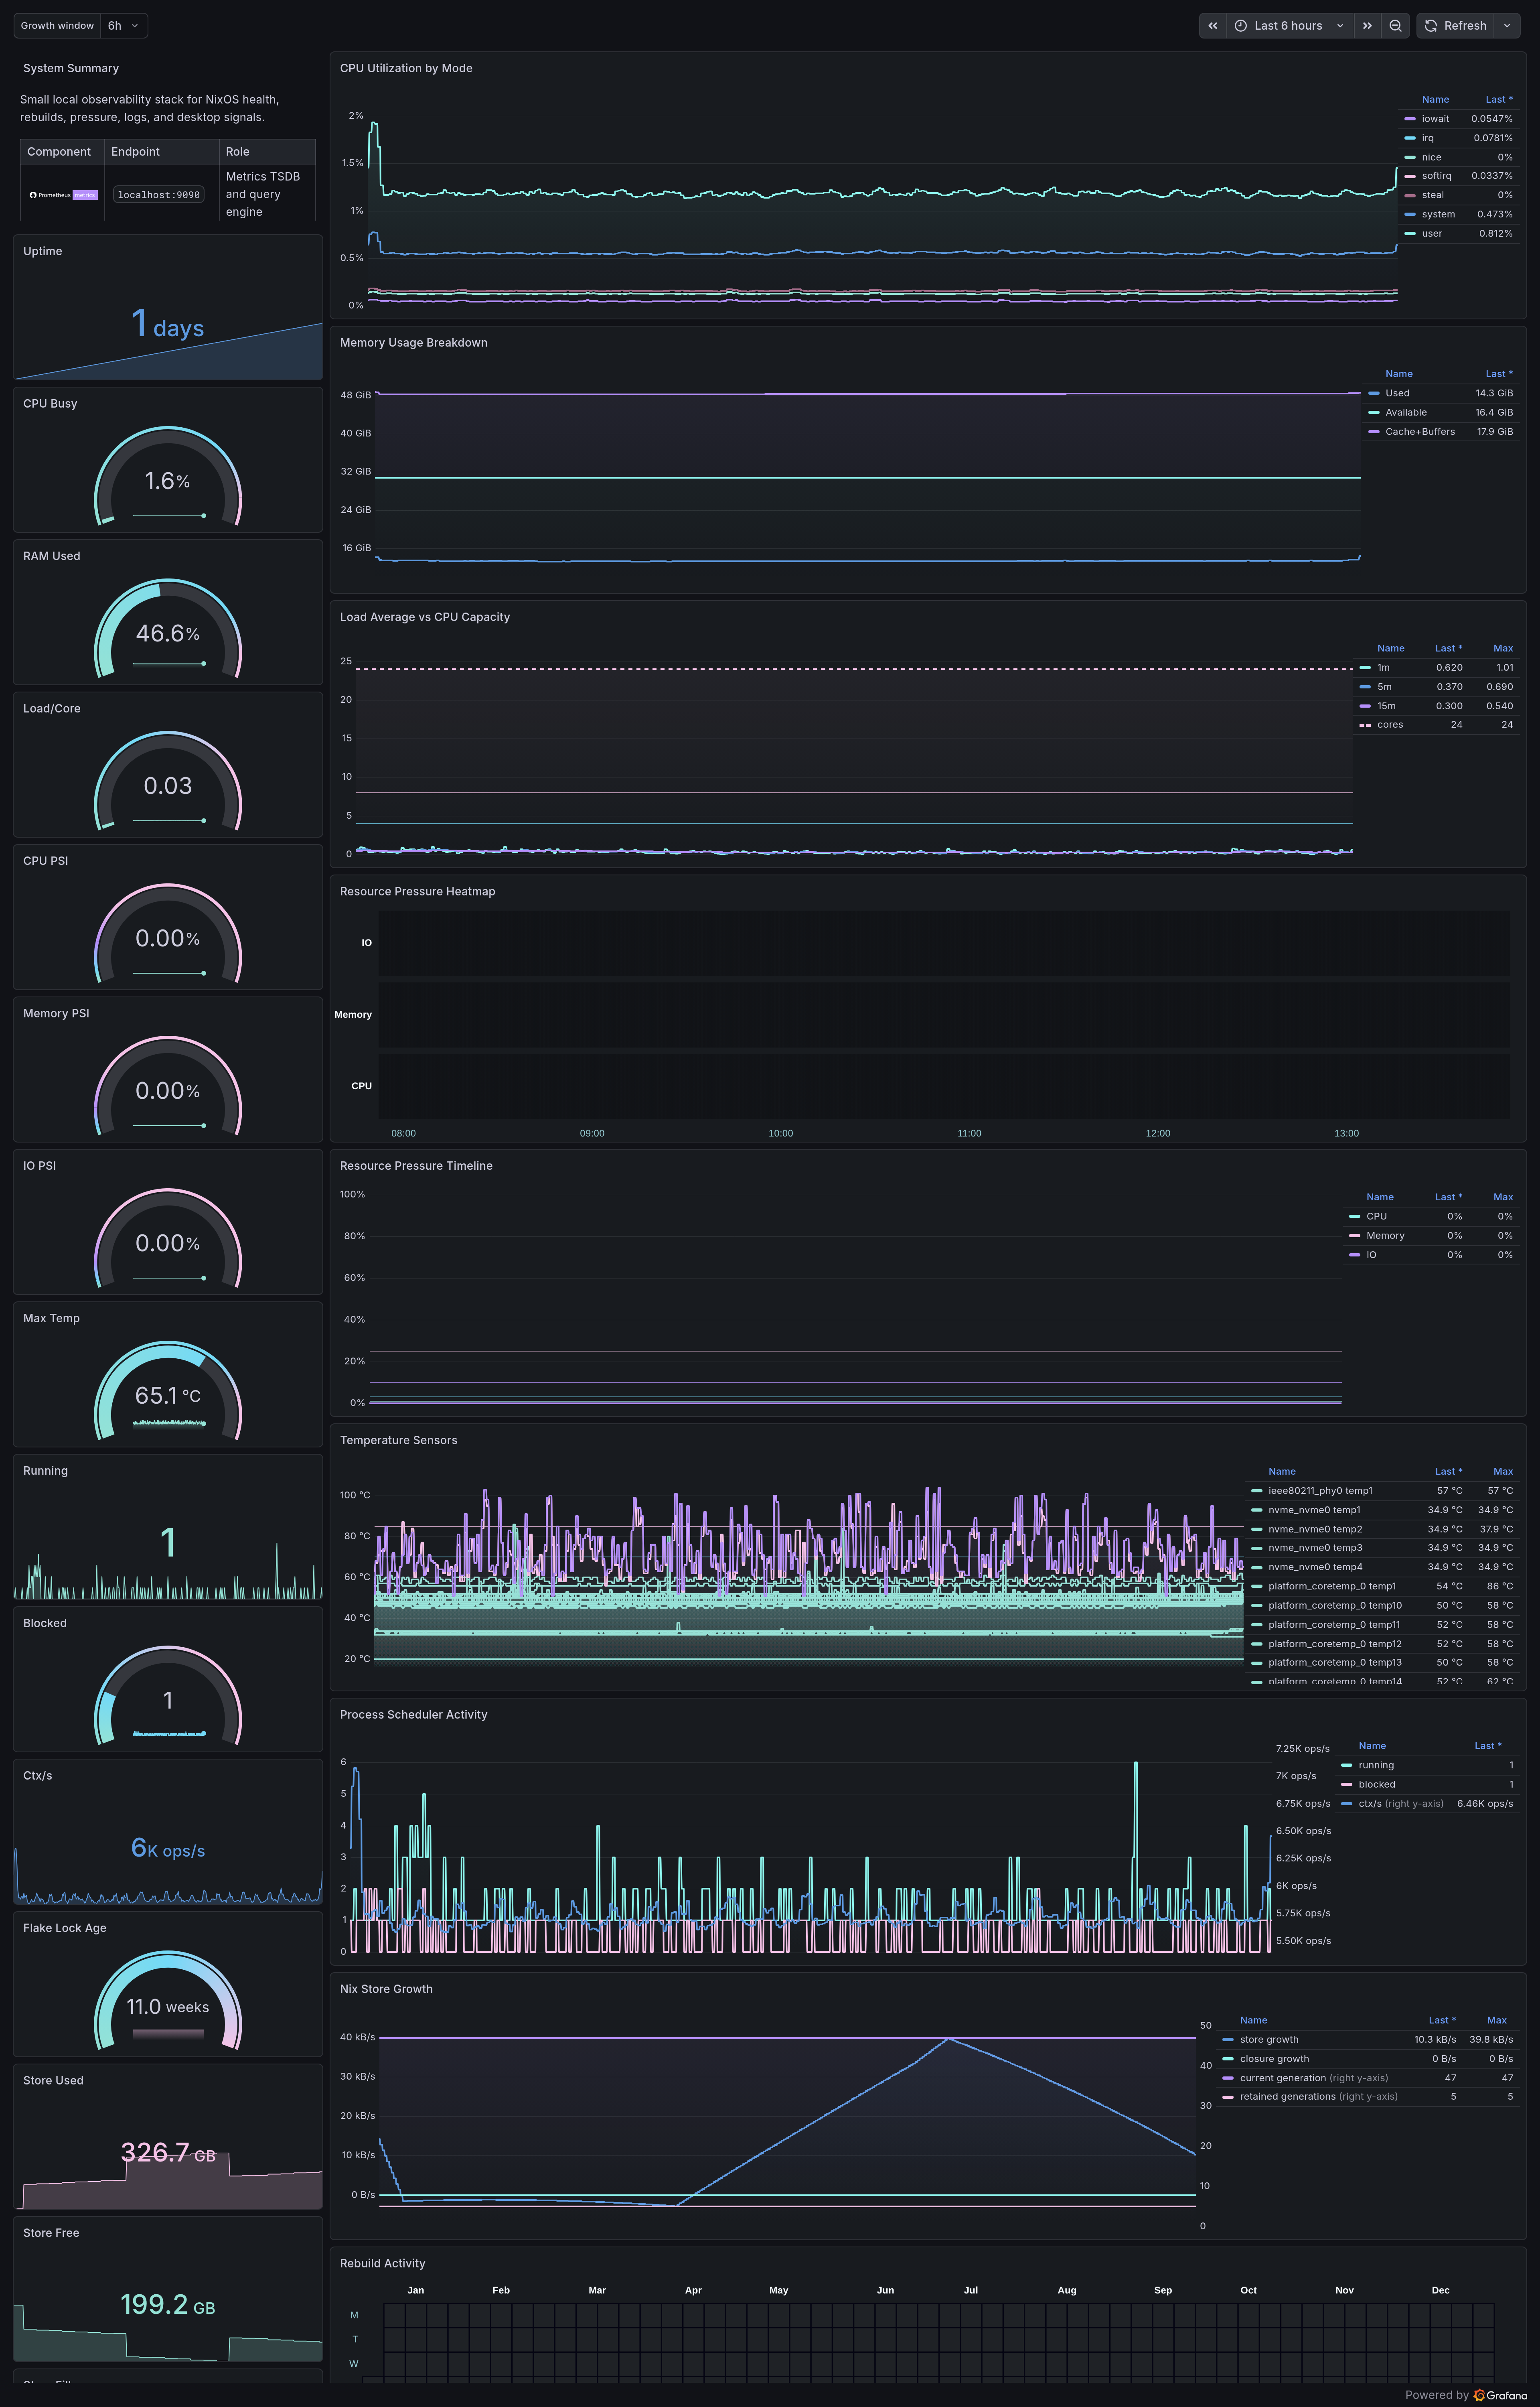 Growth window 6h
Last 6 hours
Refresh
System Summary
Small local observability stack for NixOS health,
rebuilds, pressure, logs, and desktop signals.
Component Endpoint Role
Prometheus metrics localhost:9090 Metrics TSDB
and query
engine
Uptime
1 days
CPU Busy
1.6%
RAM Used
46.6%
Load/Core
0.03
CPU PSI
0.00%
Memory PSI
0.00%
IO PSI
0.00%
Max Temp
65.1 °C
Running
1
Blocked
1
Ctx/s
6K ops/s
Flake Lock Age
11.0 weeks
Store Used
326.7 GB
Store Free
199.2 GB
CPU Utilization by Mode
2%
1.5%
1%
0.5%
0%
Name Last *
iowait 0.0547%
irq 0.0781%
nice 0%
softirq 0.0337%
steal 0%
system 0.473%
user 0.812%
Memory Usage Breakdown
48 GiB
40 GiB
32 GiB
24 GiB
16 GiB
Name Last *
Used 14.3 GiB
Available 16.4 GiB
Cache+Buffers 17.9 GiB
Load Average vs CPU Capacity
25
20
15
10
5
0
Name Last * Max
1m 0.620 1.01
5m 0.370 0.690
15m 0.300 0.540
cores 24 24
Resource Pressure Heatmap
IO
Memory
CPU
08:00 09:00 10:00 11:00 12:00 13:00
Resource Pressure Timeline
100%
80%
60%
40%
20%
0%
Name Last * Max
CPU 0% 0%
Memory 0% 0%
IO 0% 0%
Temperature Sensors
100 °C
80 °C
60 °C
40 °C
20 °C
Name Last * Max
ieee80211_phy0 temp1 57 °C 57 °C
nvme_nvme0 temp1 34.9 °C 34.9 °C
nvme_nvme0 temp2 34.9 °C 37.9 °C
nvme_nvme0 temp3 34.9 °C 34.9 °C
nvme_nvme0 temp4 34.9 °C 34.9 °C
platform_coretemp_0 temp1 54 °C 86 °C
platform_coretemp_0 temp10 50 °C 58 °C
platform_coretemp_0 temp11 52 °C 58 °C
platform_coretemp_0 temp12 52 °C 58 °C
platform_coretemp_0 temp13 50 °C 58 °C
platform_coretemp_0 temp14 52 °C 62 °C
Process Scheduler Activity
6
5
4
3
2
1
0
7.25K ops/s
7K ops/s
6.75K ops/s
6.50K ops/s
6.25K ops/s
6K ops/s
5.75K ops/s
5.50K ops/s
Name Last *
running 1
blocked 1
ctx/s (right y-axis) 6.46K ops/s
Nix Store Growth
40 kB/s
30 kB/s
20 kB/s
10 kB/s
0 B/s
50
40
30
20
10
0
Name Last * Max
store growth 10.3 kB/s 39.8 kB/s
closure growth 0 B/s 0 B/s
current generation (right y-axis) 47 47
retained generations (right y-axis) 5 5
Rebuild Activity
Jan Feb Mar Apr May Jun Jul Aug Sep Oct Nov Dec
M
T
W
Powered by Grafana